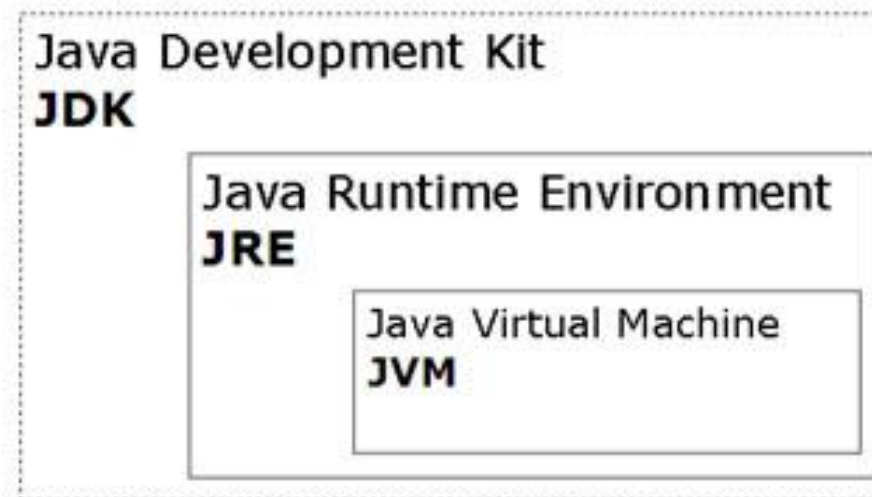 Java Development Kit
JDK
Java Runtime Environment
JRE
Java Virtual Machine
JVM